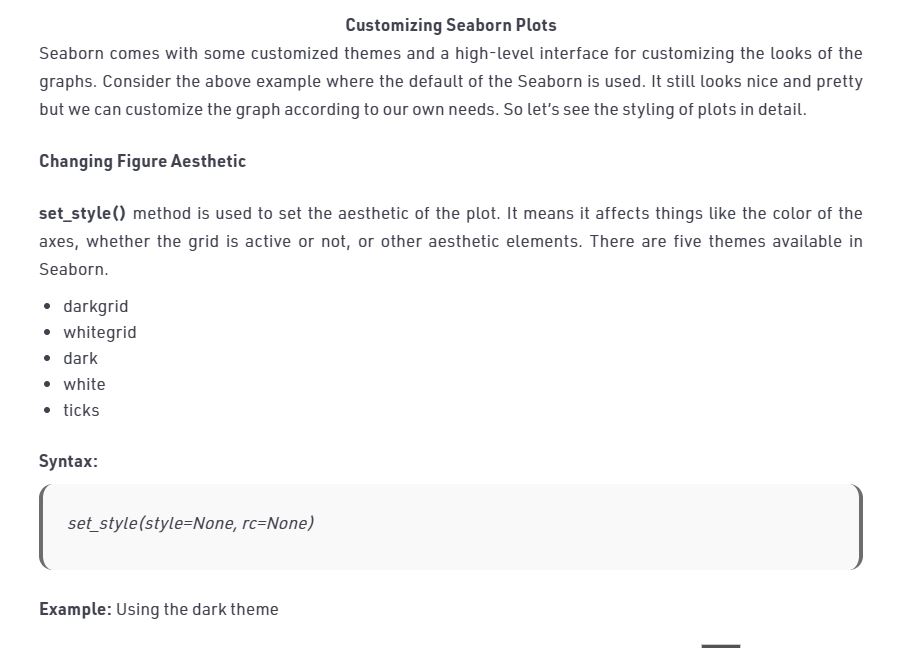 Customizing Seaborn Plots
Seaborn comes with some customized themes and a high-level interface for customizing the looks of the
graphs. Consider the above example where the default of the Seaborn is used. It still looks nice and pretty
but we can customize the graph according to our own needs. So let's see the styling of plots in detail.
Changing Figure Aesthetic
set_style() method is used to set the aesthetic of the plot. It means it affects things like the color of the
axes, whether the grid is active or not, or other aesthetic elements. There are five themes available in
Seaborn.
• darkgrid
• whitegrid
• dark
• white
• ticks
Syntax:
set_style(style=None, rc=None)
Example: Using the dark theme